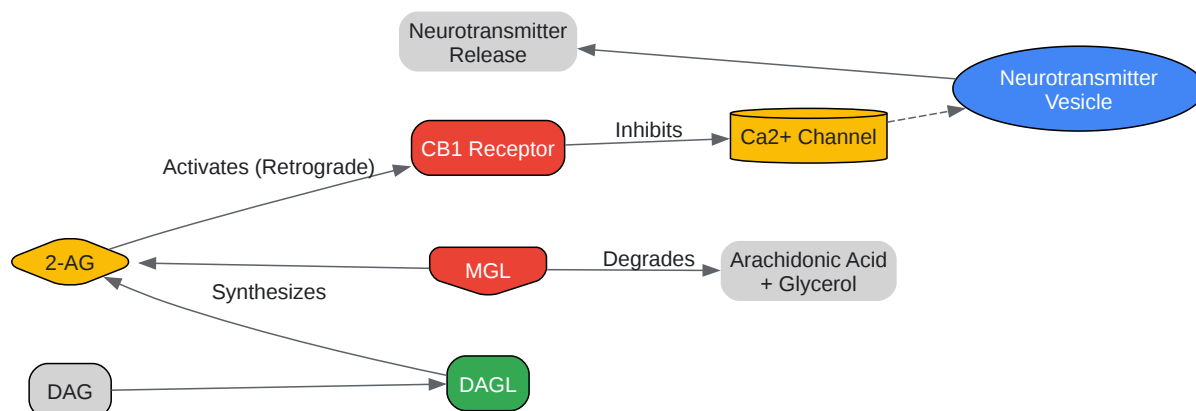 Neurotransmitter
Release
Neurotransmitter
Vesicle
Inhibits
Ca2+ Channel
CB1 Receptor
Activates (Retrograde)
2-AG
MGL
Degrades
Arachidonic Acid
+ Glycerol
Synthesizes
DAG
DAGL